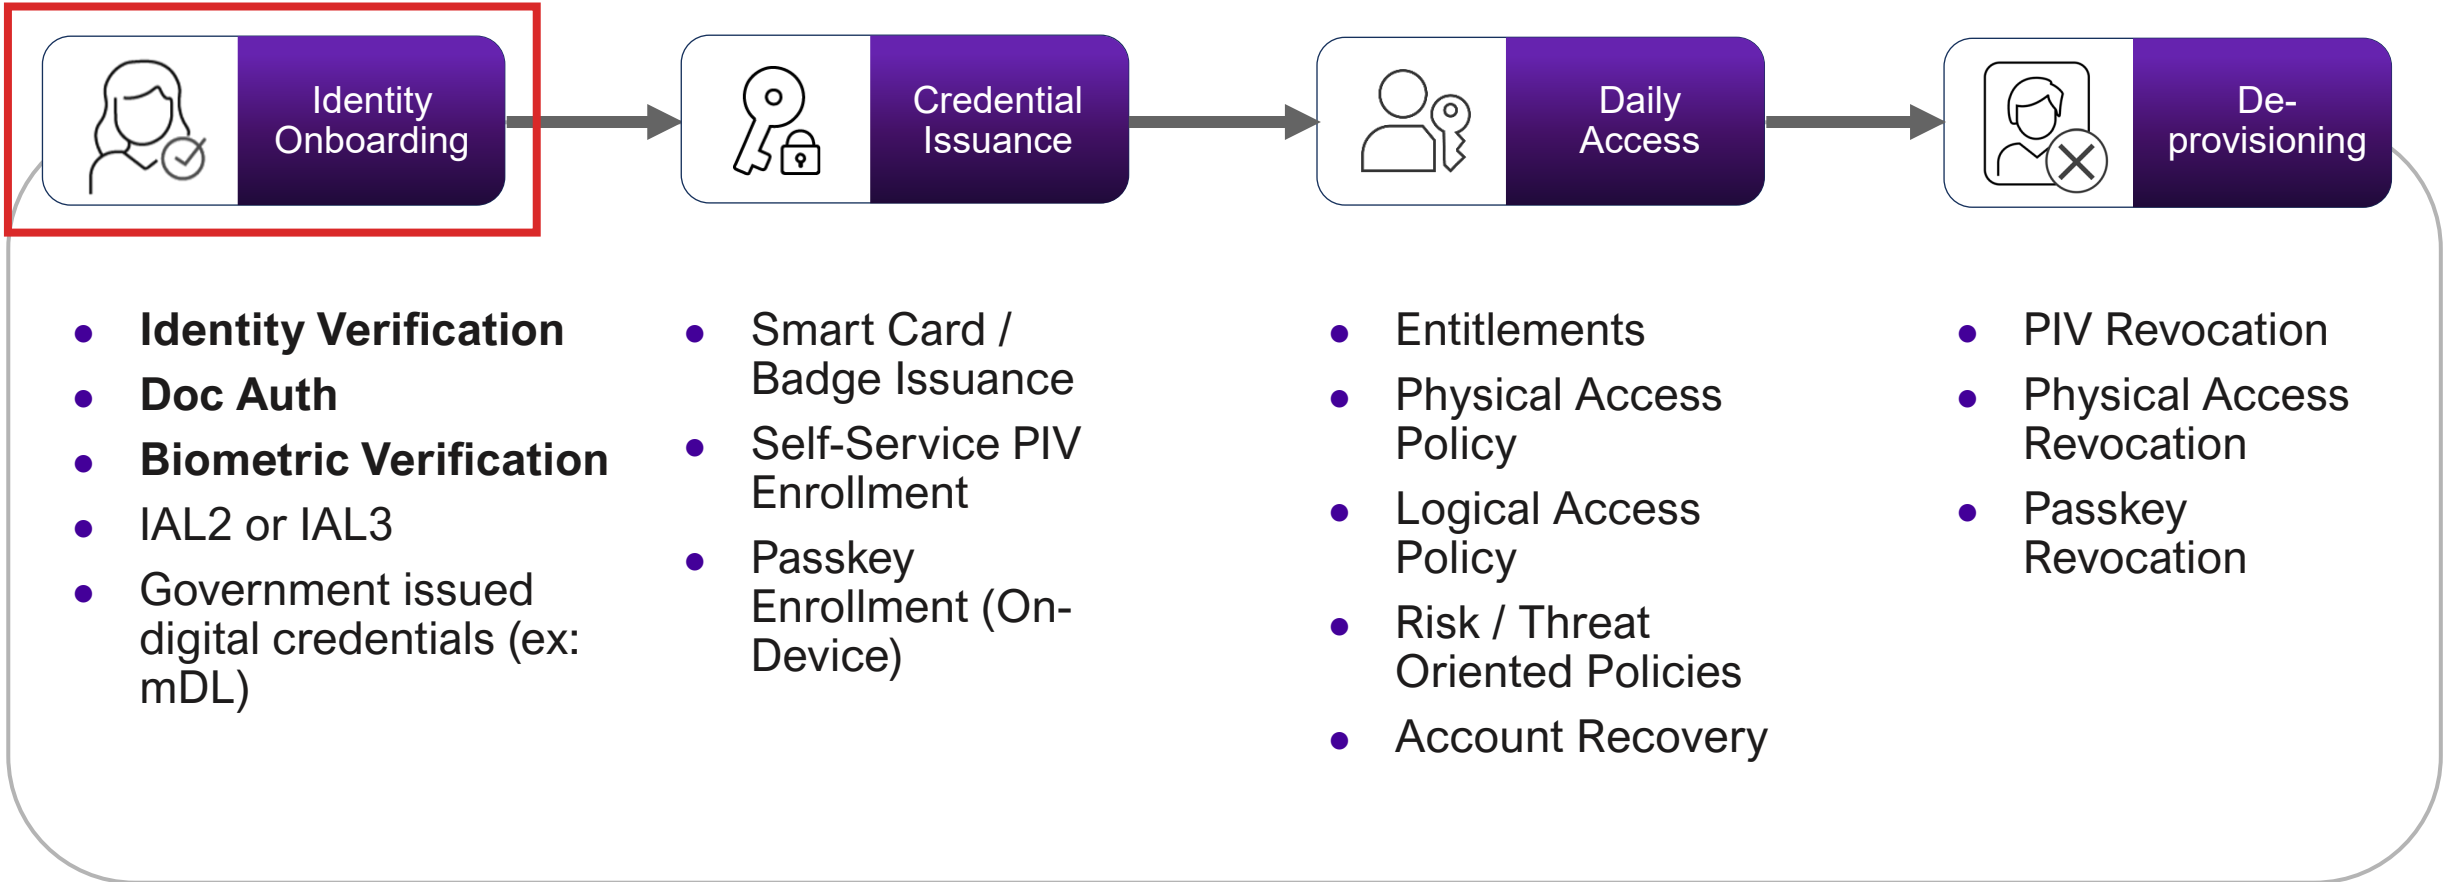 Identity
Onboarding
Credential
Issuance
Daily
Access
De-
provisioning
● Identity Verification
● Doc Auth
● Biometric Verification
● IAL2 or IAL3
● Government issued
digital credentials (ex:
mDL)
● Smart Card /
Badge Issuance
● Self-Service PIV
Enrollment
● Passkey
Enrollment (On-
Device)
● Entitlements
● Physical Access
Policy
● Logical Access
Policy
● Risk / Threat
Oriented Policies
● Account Recovery
● PIV Revocation
● Physical Access
Revocation
● Passkey
Revocation